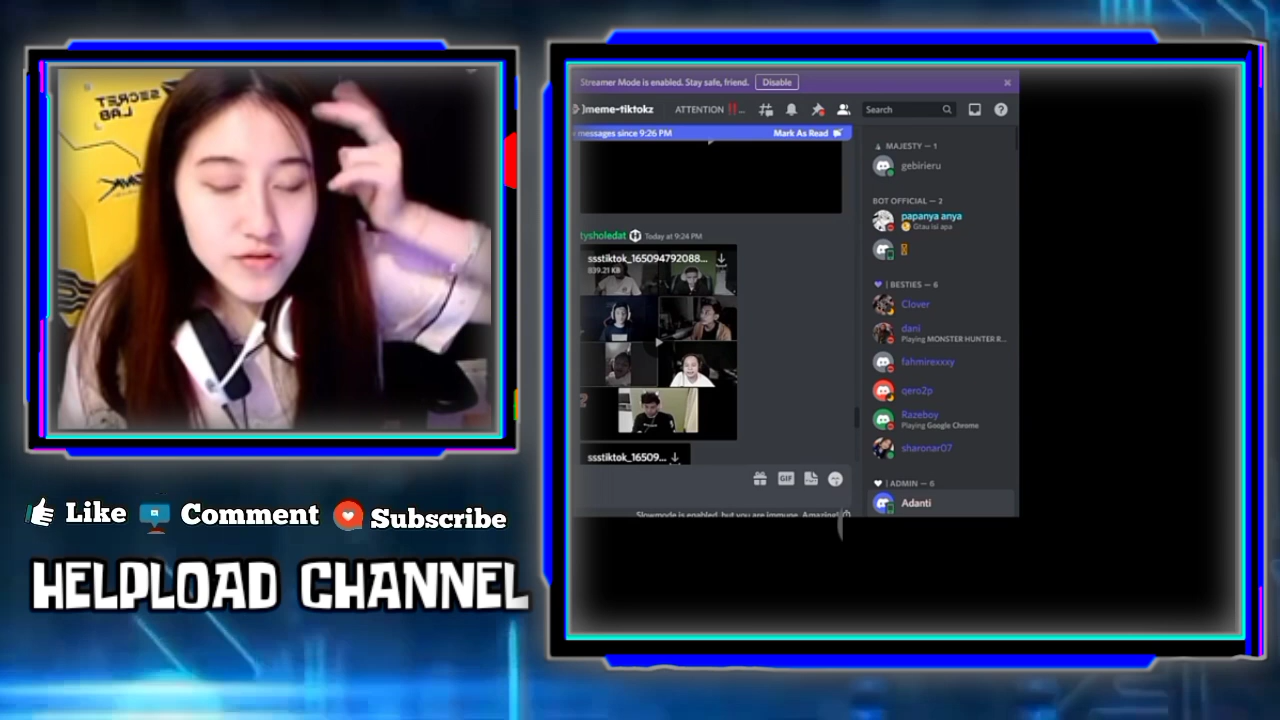 SECRET
LAB
Streamer Mode is enabled. Stay safe, friend.
Disable
meme-tiktokz
ATTENTION ‼️...
Search
messages since 9:26 PM
Mark As Read
MAJESTY — 1
gebirieru
BOT OFFICIAL — 2
papanya anya
Gtau isi apa
tysholedat
Today at 9:24 PM
ssstiktok_165094792088...
839.21 KB
BESTIES — 6
Clover
dani
Playing MONSTER HUNTER R...
fahmirexxxy
qero2p
Razeboy
Playing Google Chrome
sharonar07
ssstiktok_16509...
GIF
| ADMIN — 6
Adanti
Slowmode is enabled, but you are immune. Amazing!
Like
Comment
Subscribe
HELPLOAD CHANNEL